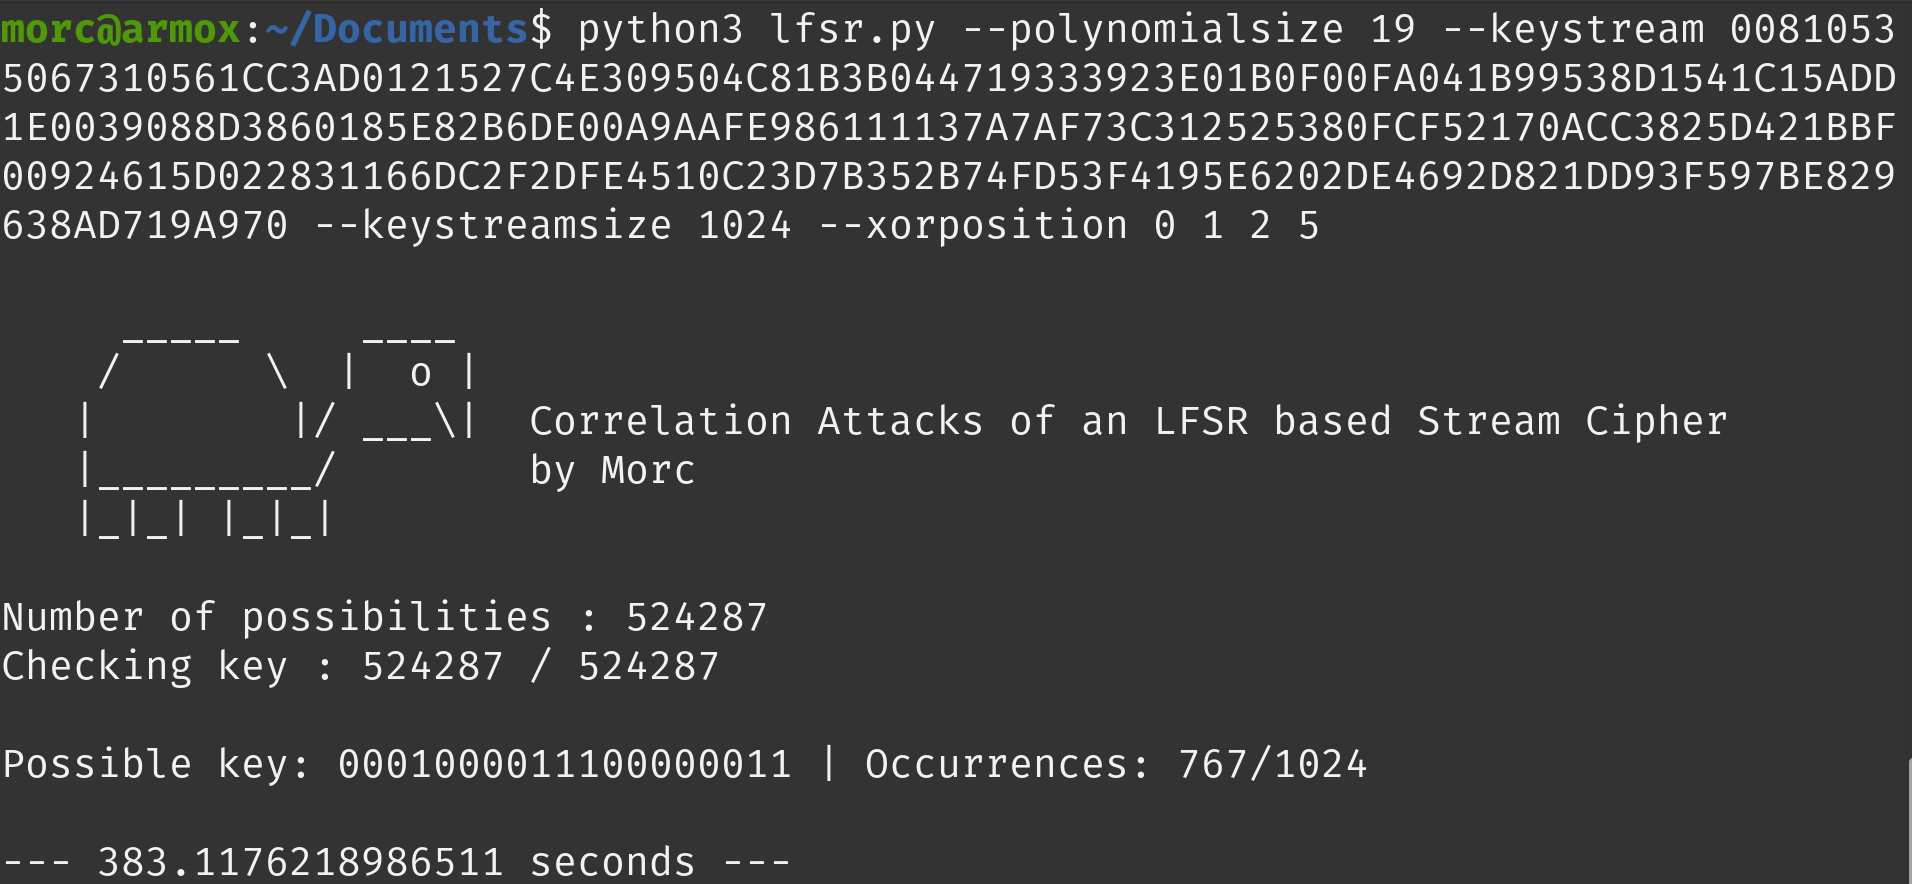 morc@armox:~/Documents$ python3 lfsr.py --polynomialsize 19 --keystream 0081053
5067310561CC3AD0121527C4E309504C81B3B044719333923E01B0F00FA041B99538D1541C15ADD
1E0039088D3860185E82B6DE00A9AAFE986111137A7AF73C312525380FCF52170ACC3825D421BBF
00924615D022831166DC2F2DFE4510C23D7B352B74FD53F4195E6202DE4692D821DD93F597BE829
638AD719A970 --keystreamsize 1024 --xorposition 0 1 2 5
Correlation Attacks of an LFSR based Stream Cipher
by Morc
Number of possibilities : 524287
Checking key : 524287 / 524287
Possible key: 0001000011100000011 | Occurrences: 767/1024
--- 383.1176218986511 seconds ---